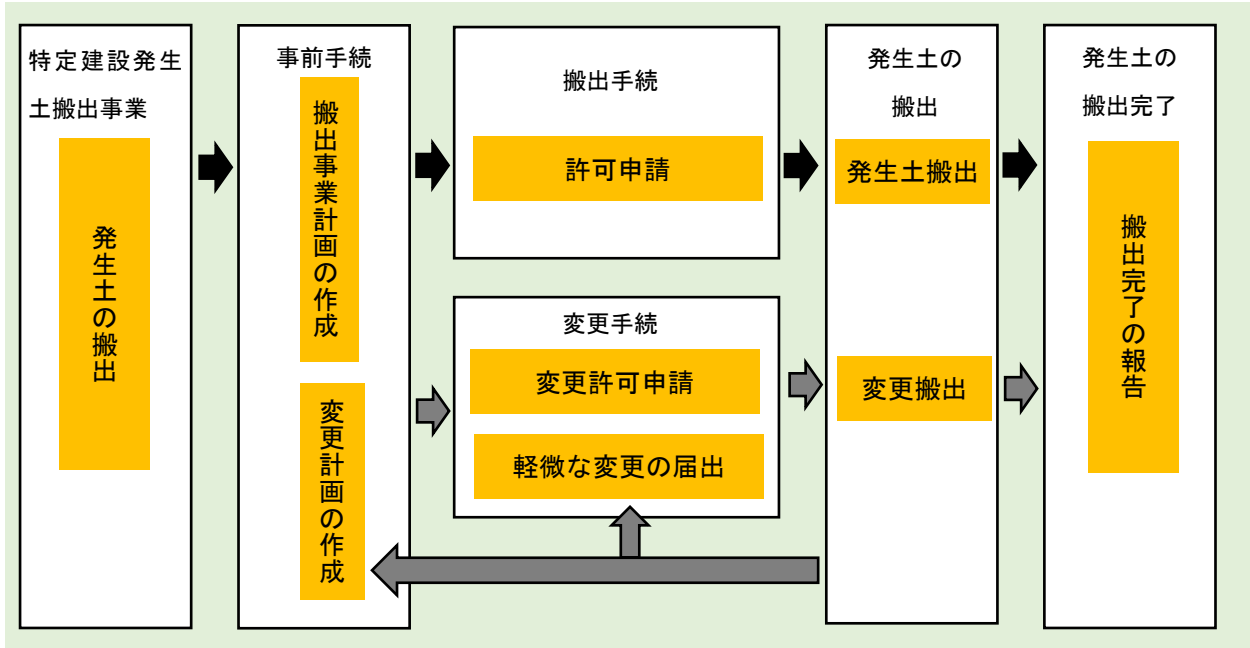 特定建設発生
土搬出事業
発生土の搬出
事前手続
搬出事業計画の作成
変更計画の作成
搬出手続
許可申請
変更手続
変更許可申請
軽微な変更の届出
発生土の
搬出
発生土搬出
変更搬出
発生土の
搬出完了
搬出完了の報告